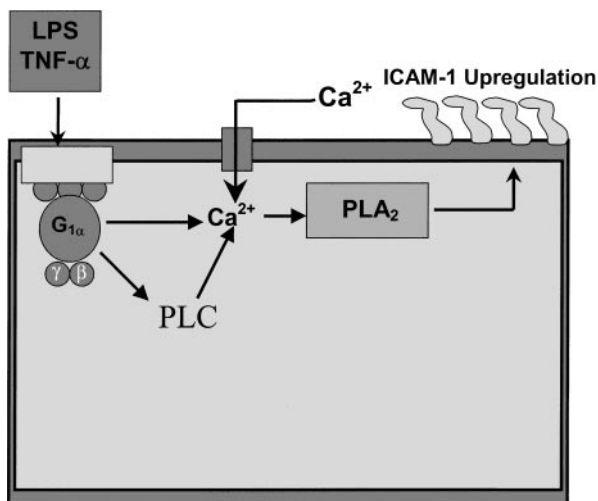 LPS
TNF-α
Ca²⁺
ICAM-1 Upregulation
G₁α
Ca²⁺
PLA₂
γ β
PLC